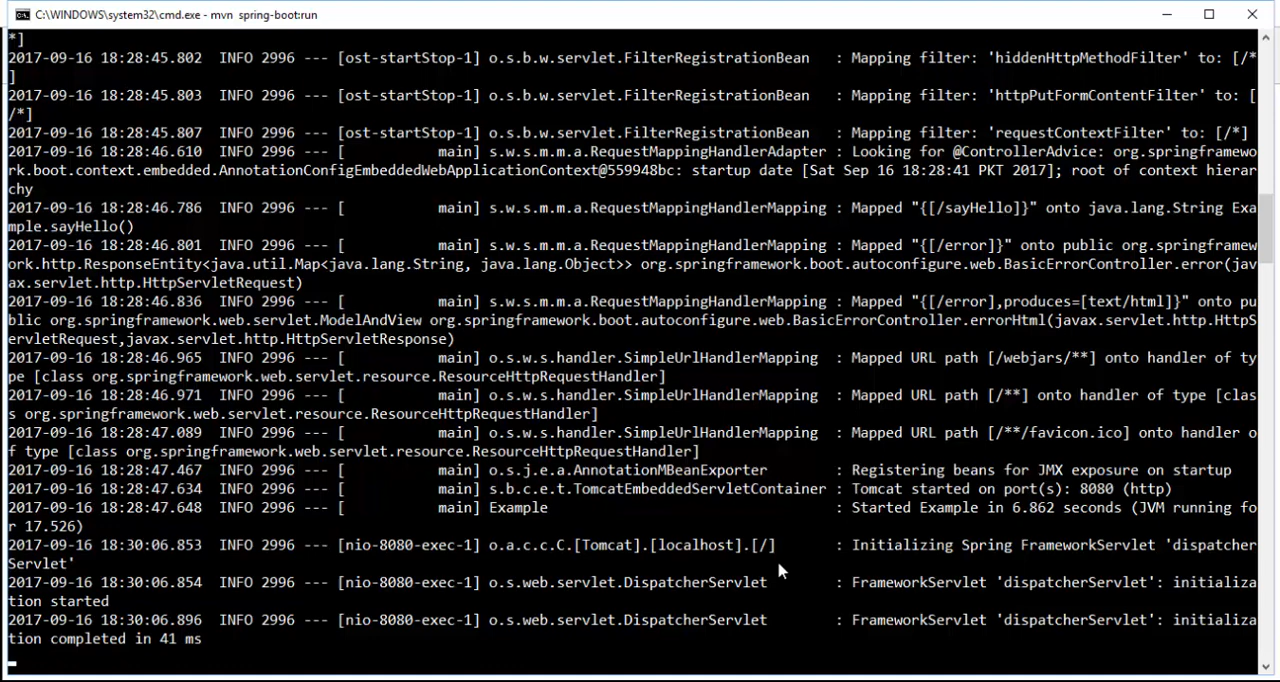 C:\WINDOWS\system32\cmd.exe - mvn  spring-boot:run
*]
2017-09-16 18:28:45.802  INFO 2996 --- [ost-startStop-1] o.s.b.w.servlet.FilterRegistrationBean   : Mapping filter: 'hiddenHttpMethodFilter' to: [/*
]
2017-09-16 18:28:45.803  INFO 2996 --- [ost-startStop-1] o.s.b.w.servlet.FilterRegistrationBean   : Mapping filter: 'httpPutFormContentFilter' to: [
/*]
2017-09-16 18:28:45.807  INFO 2996 --- [ost-startStop-1] o.s.b.w.servlet.FilterRegistrationBean   : Mapping filter: 'requestContextFilter' to: [/*]
2017-09-16 18:28:46.610  INFO 2996 --- [           main] s.w.s.m.m.a.RequestMappingHandlerAdapter : Looking for @ControllerAdvice: org.springframewo
rk.boot.context.embedded.AnnotationConfigEmbeddedWebApplicationContext@559948bc: startup date [Sat Sep 16 18:28:41 PKT 2017]; root of context hierar
chy
2017-09-16 18:28:46.786  INFO 2996 --- [           main] s.w.s.m.m.a.RequestMappingHandlerMapping : Mapped "{[/sayHello]}" onto java.lang.String Exa
mple.sayHello()
2017-09-16 18:28:46.801  INFO 2996 --- [           main] s.w.s.m.m.a.RequestMappingHandlerMapping : Mapped "{[/error]}" onto public org.springframew
ork.http.ResponseEntity<java.util.Map<java.lang.String, java.lang.Object>> org.springframework.boot.autoconfigure.web.BasicErrorController.error(jav
ax.servlet.http.HttpServletRequest)
2017-09-16 18:28:46.836  INFO 2996 --- [           main] s.w.s.m.m.a.RequestMappingHandlerMapping : Mapped "{[/error],produces=[text/html]}" onto pu
blic org.springframework.web.servlet.ModelAndView org.springframework.boot.autoconfigure.web.BasicErrorController.errorHtml(javax.servlet.http.HttpS
ervletRequest,javax.servlet.http.HttpServletResponse)
2017-09-16 18:28:46.965  INFO 2996 --- [           main] o.s.w.s.handler.SimpleUrlHandlerMapping  : Mapped URL path [/webjars/**] onto handler of ty
pe [class org.springframework.web.servlet.resource.ResourceHttpRequestHandler]
2017-09-16 18:28:46.971  INFO 2996 --- [           main] o.s.w.s.handler.SimpleUrlHandlerMapping  : Mapped URL path [/**] onto handler of type [clas
s org.springframework.web.servlet.resource.ResourceHttpRequestHandler]
2017-09-16 18:28:47.089  INFO 2996 --- [           main] o.s.w.s.handler.SimpleUrlHandlerMapping  : Mapped URL path [/**/favicon.ico] onto handler o
f type [class org.springframework.web.servlet.resource.ResourceHttpRequestHandler]
2017-09-16 18:28:47.467  INFO 2996 --- [           main] o.s.j.e.a.AnnotationMBeanExporter        : Registering beans for JMX exposure on startup
2017-09-16 18:28:47.634  INFO 2996 --- [           main] s.b.c.e.t.TomcatEmbeddedServletContainer : Tomcat started on port(s): 8080 (http)
2017-09-16 18:28:47.648  INFO 2996 --- [           main] Example                                  : Started Example in 6.862 seconds (JVM running fo
r 17.526)
2017-09-16 18:30:06.853  INFO 2996 --- [nio-8080-exec-1] o.a.c.c.C.[Tomcat].[localhost].[/]       : Initializing Spring FrameworkServlet 'dispatcher
Servlet'
2017-09-16 18:30:06.854  INFO 2996 --- [nio-8080-exec-1] o.s.web.servlet.DispatcherServlet        : FrameworkServlet 'dispatcherServlet': initializa
tion started
2017-09-16 18:30:06.896  INFO 2996 --- [nio-8080-exec-1] o.s.web.servlet.DispatcherServlet        : FrameworkServlet 'dispatcherServlet': initializa
tion completed in 41 ms